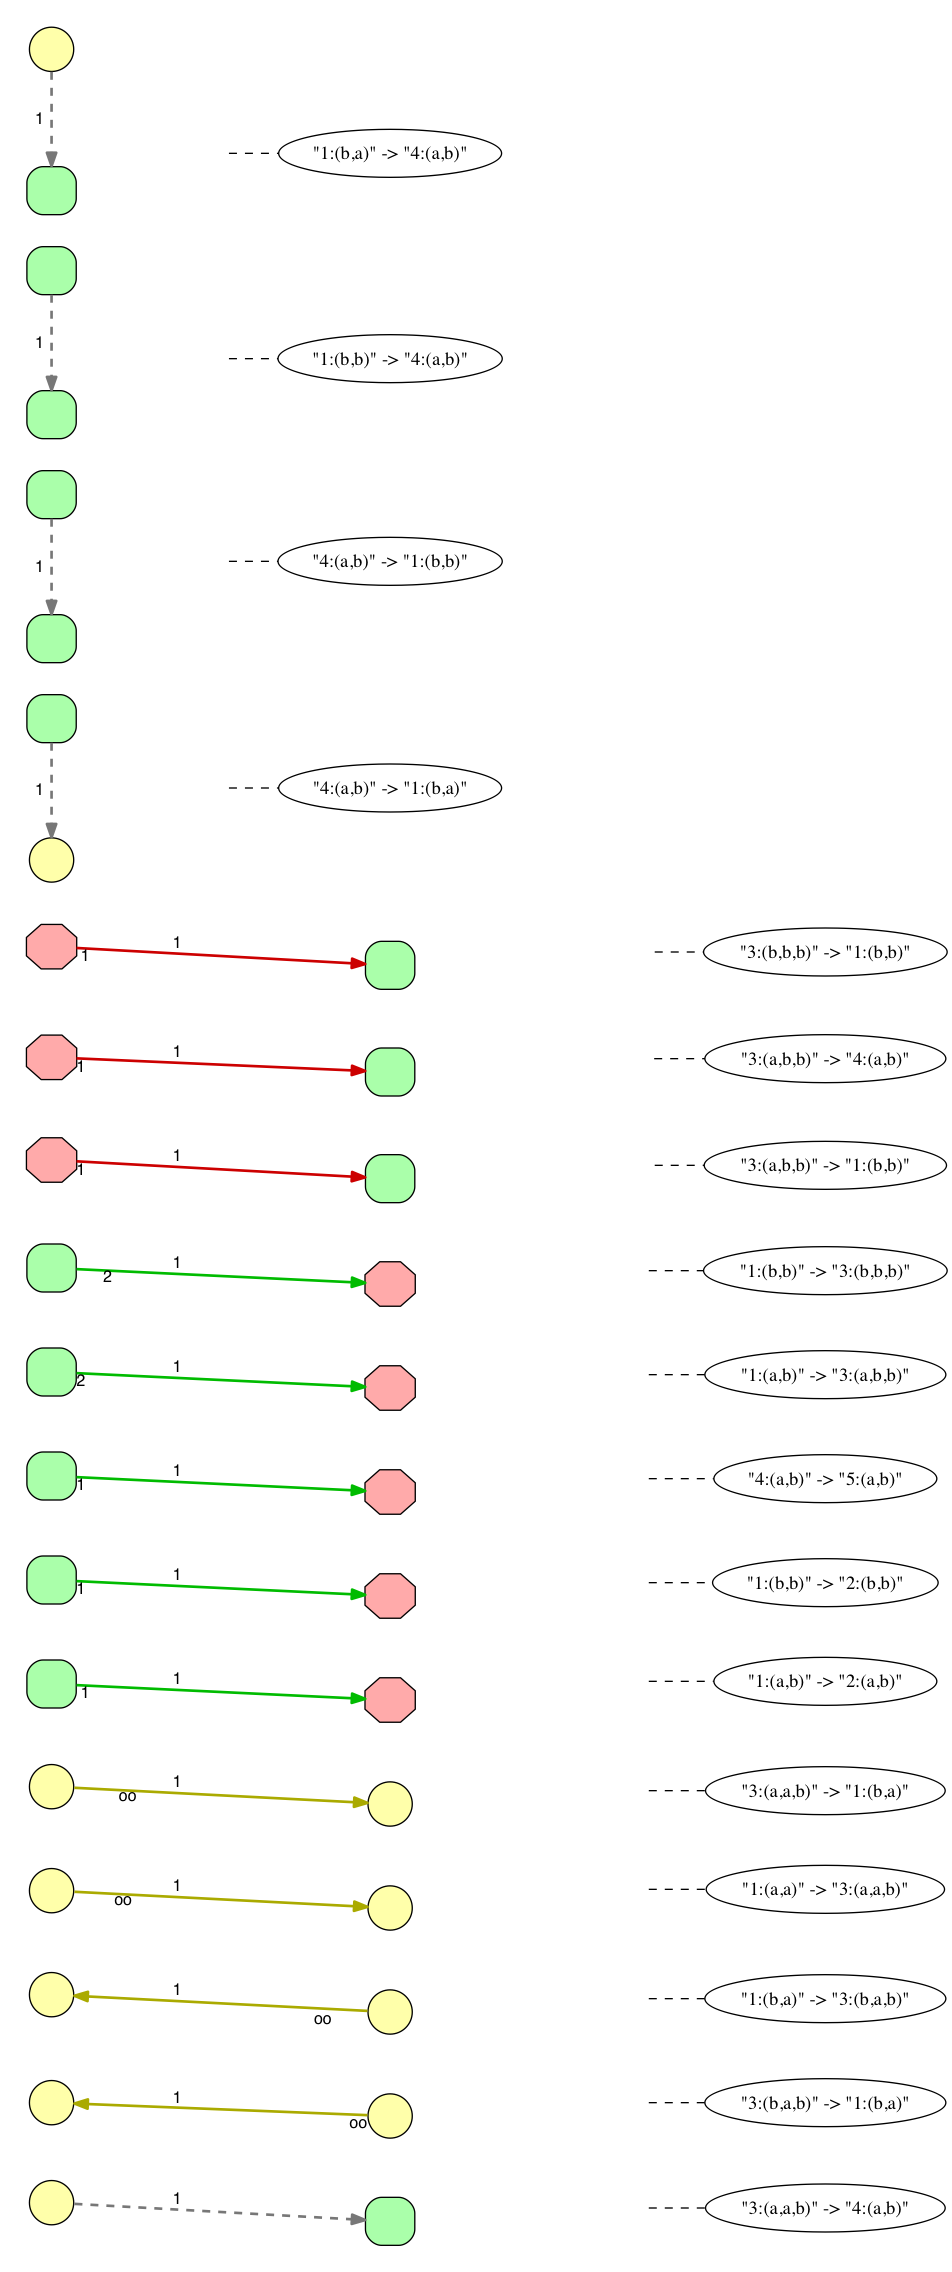 1
"1:(b,a)" -> "4:(a,b)"
1
"1:(b,b)" -> "4:(a,b)"
1
"4:(a,b)" -> "1:(b,b)"
1
"4:(a,b)" -> "1:(b,a)"
1
1
"3:(b,b,b)" -> "1:(b,b)"
1
1
"3:(a,b,b)" -> "4:(a,b)"
1
1
"3:(a,b,b)" -> "1:(b,b)"
1
2
"1:(b,b)" -> "3:(b,b,b)"
1
2
"1:(a,b)" -> "3:(a,b,b)"
1
1
"4:(a,b)" -> "5:(a,b)"
1
1
"1:(b,b)" -> "2:(b,b)"
1
1
"1:(a,b)" -> "2:(a,b)"
1
oo
"3:(a,a,b)" -> "1:(b,a)"
1
oo
"1:(a,a)" -> "3:(a,a,b)"
1
oo
"1:(b,a)" -> "3:(b,a,b)"
1
oo
"3:(b,a,b)" -> "1:(b,a)"
1
"3:(a,a,b)" -> "4:(a,b)"